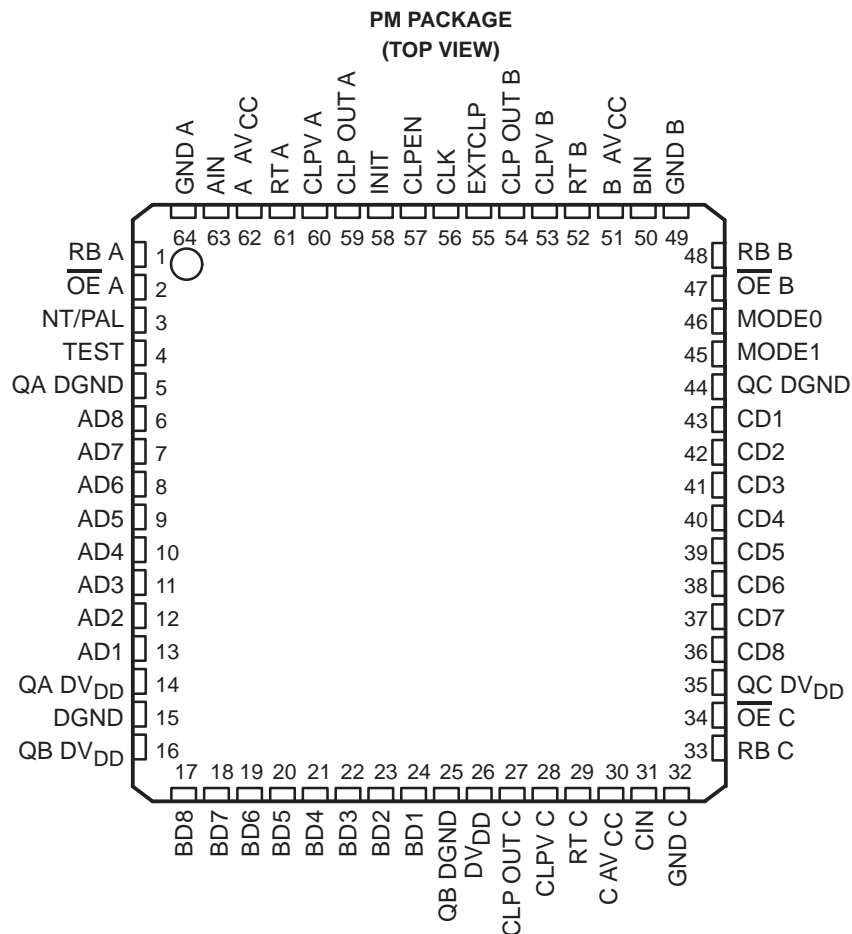 PM PACKAGE
(TOP VIEW)
GND A
AIN
A AVCC
RT A
CLPV A
CLP OUT A
INIT
CLPEN
CLK
EXTCLP
CLP OUT B
CLPV B
RT B
B AVCC
BIN
GND B
64 63 62 61 60 59 58 57 56 55 54 53 52 51 50 49
RB A 1
OE A 2
NT/PAL 3
TEST 4
QA DGND 5
AD8 6
AD7 7
AD6 8
AD5 9
AD4 10
AD3 11
AD2 12
AD1 13
QA DVDD 14
DGND 15
QB DVDD 16
48 RB B
47 OE B
46 MODE0
45 MODE1
44 QC DGND
43 CD1
42 CD2
41 CD3
40 CD4
39 CD5
38 CD6
37 CD7
36 CD8
35 QC DVDD
34 OE C
33 RB C
17 18 19 20 21 22 23 24 25 26 27 28 29 30 31 32
BD8
BD7
BD6
BD5
BD4
BD3
BD2
BD1
QB DGND
DVDD
CLP OUT C
CLPV C
RT C
C AVCC
CIN
GND C